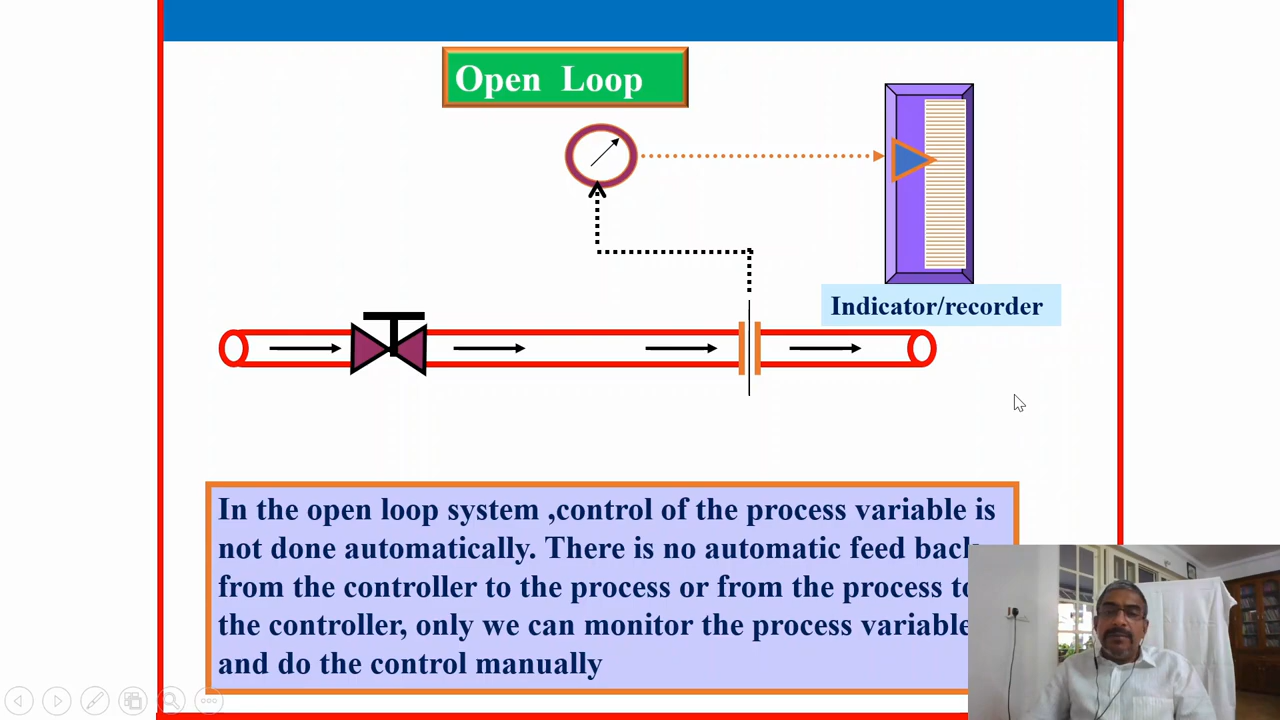 Open Loop
Indicator/recorder
In the open loop system ,control of the process variable is
not done automatically. There is no automatic feed back
from the controller to the process or from the process to
the controller, only we can monitor the process variable
and do the control manually